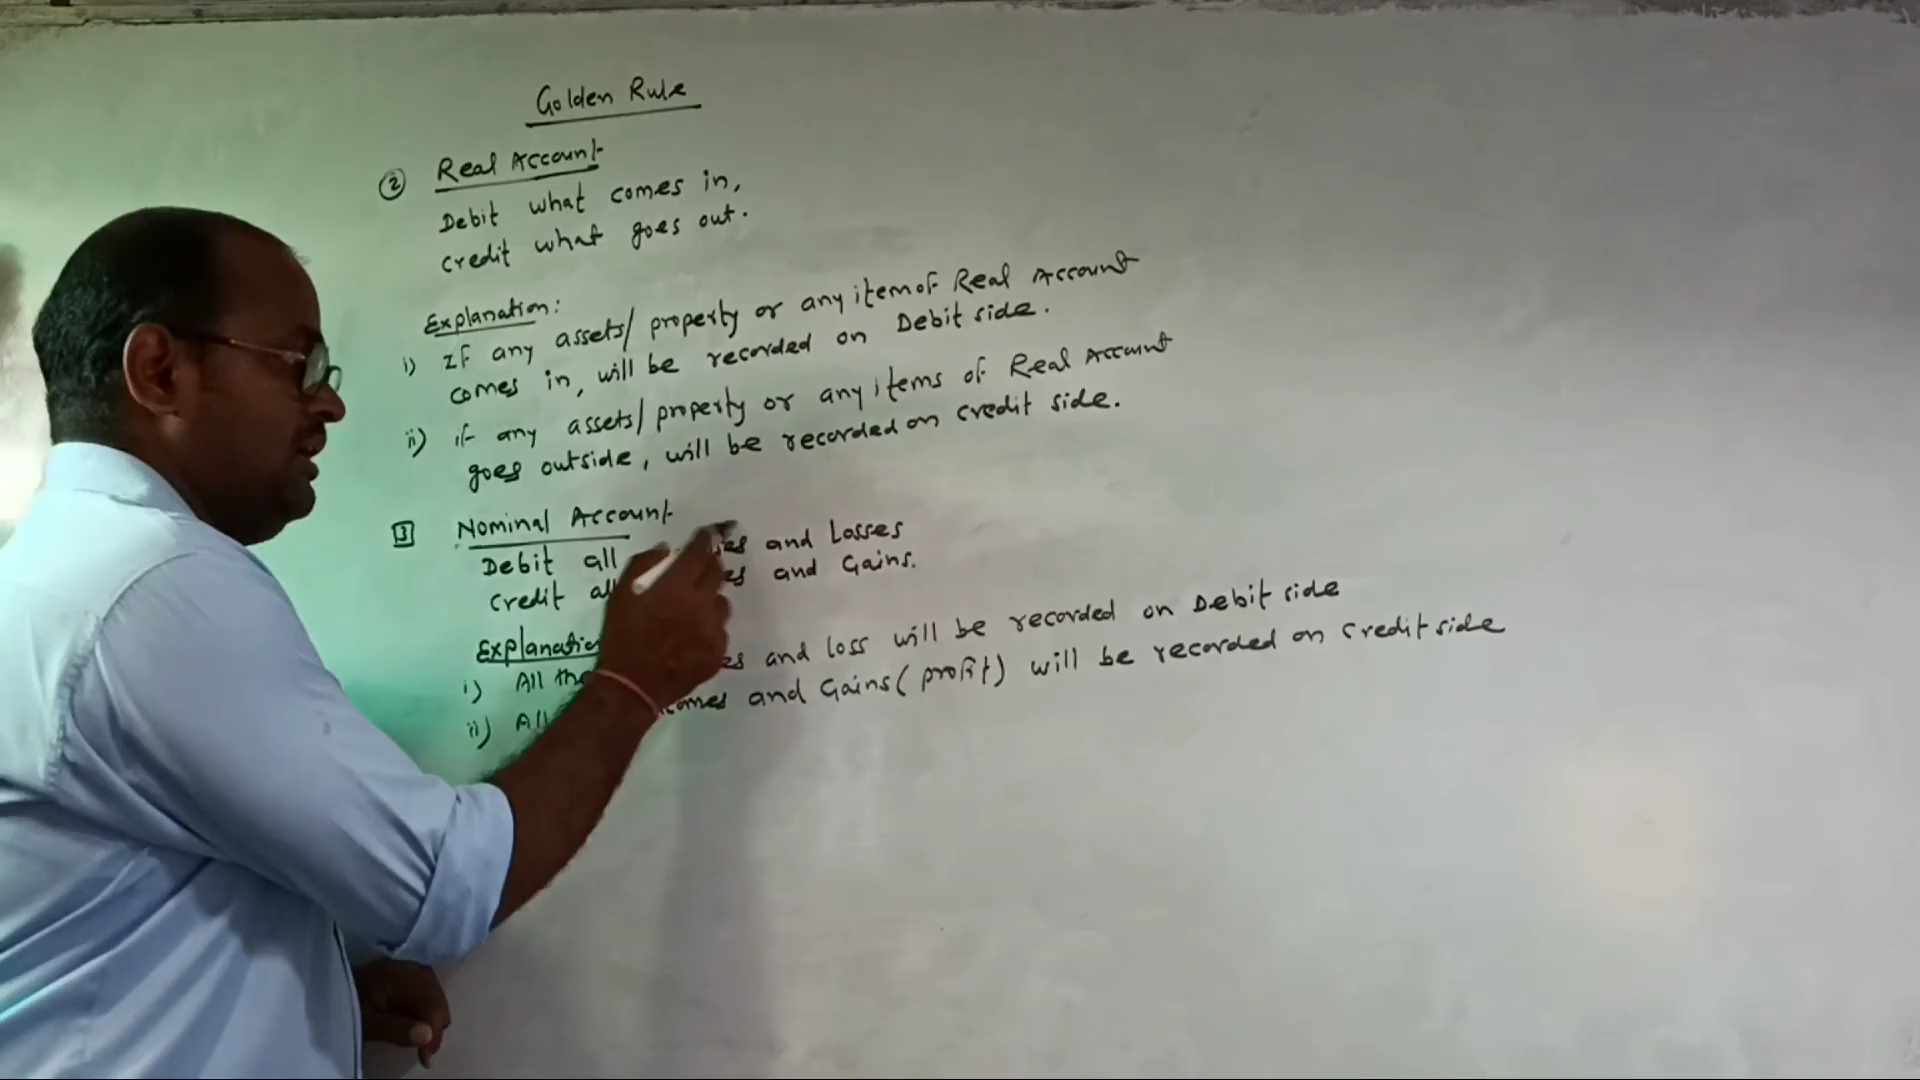 Golden Rule
② Real Account
Debit what comes in,
credit what goes out.
Explanation:
i) If any assets/property or any item of Real Account
comes in, will be recorded on Debit side.
ii) if any assets/property or any items of Real Account
goes outside, will be recorded on credit side.
3 Nominal Account
Debit all and Losses
credit all and Gains.
Explanation
i) All the and loss will be recorded on Debit side
ii) All and Gains (profit) will be recorded on credit side